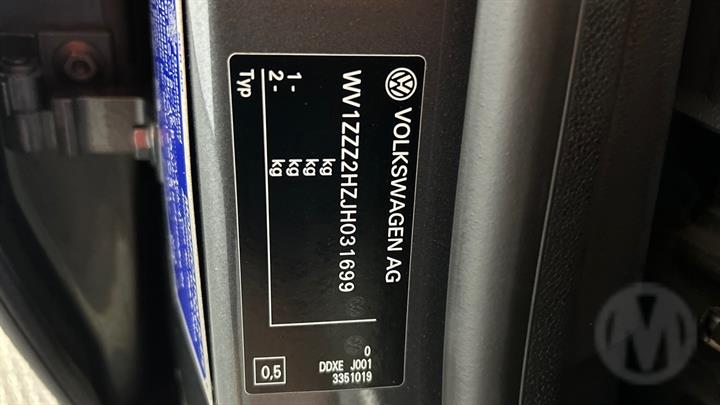 VOLKSWAGEN AG
WV1ZZZ2HZJH031699
kg
kg
1- kg
2- kg
Typ
0
DDXE J001
3351019
0,5
M